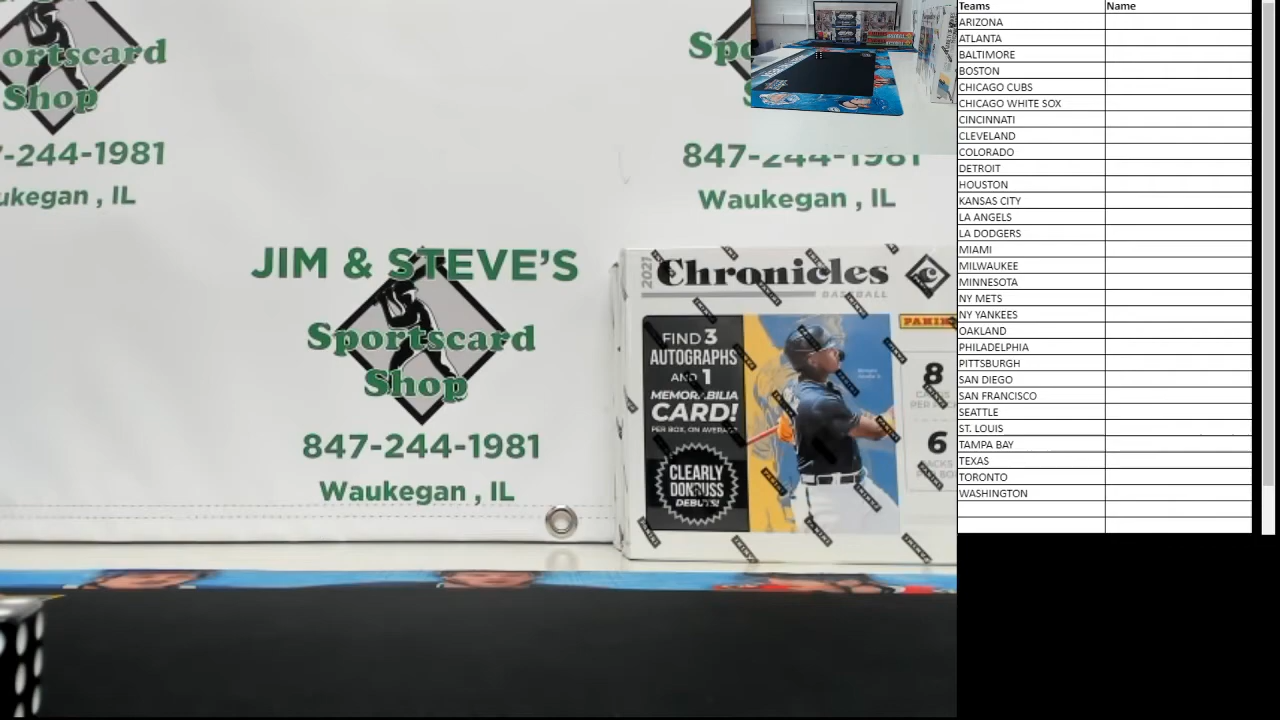 ortscard
Shop
-244-1981
ukegan , IL
Sp
847-244-1981
Waukegan , IL
JIM & STEVE'S
Sportscard
Shop
847-244-1981
Waukegan , IL
2021
Chronicles
BASEBALL
PANINI
FIND 3
AUTOGRAPHS
AND 1
MEMORABILIA
CARD!
PER BOX, ON AVERAGE
CLEARLY
DONRUSS
DEBUTS!
8
6
Teams Name
ARIZONA
ATLANTA
BALTIMORE
BOSTON
CHICAGO CUBS
CHICAGO WHITE SOX
CINCINNATI
CLEVELAND
COLORADO
DETROIT
HOUSTON
KANSAS CITY
LA ANGELS
LA DODGERS
MIAMI
MILWAUKEE
MINNESOTA
NY METS
NY YANKEES
OAKLAND
PHILADELPHIA
PITTSBURGH
SAN DIEGO
SAN FRANCISCO
SEATTLE
ST. LOUIS
TAMPA BAY
TEXAS
TORONTO
WASHINGTON